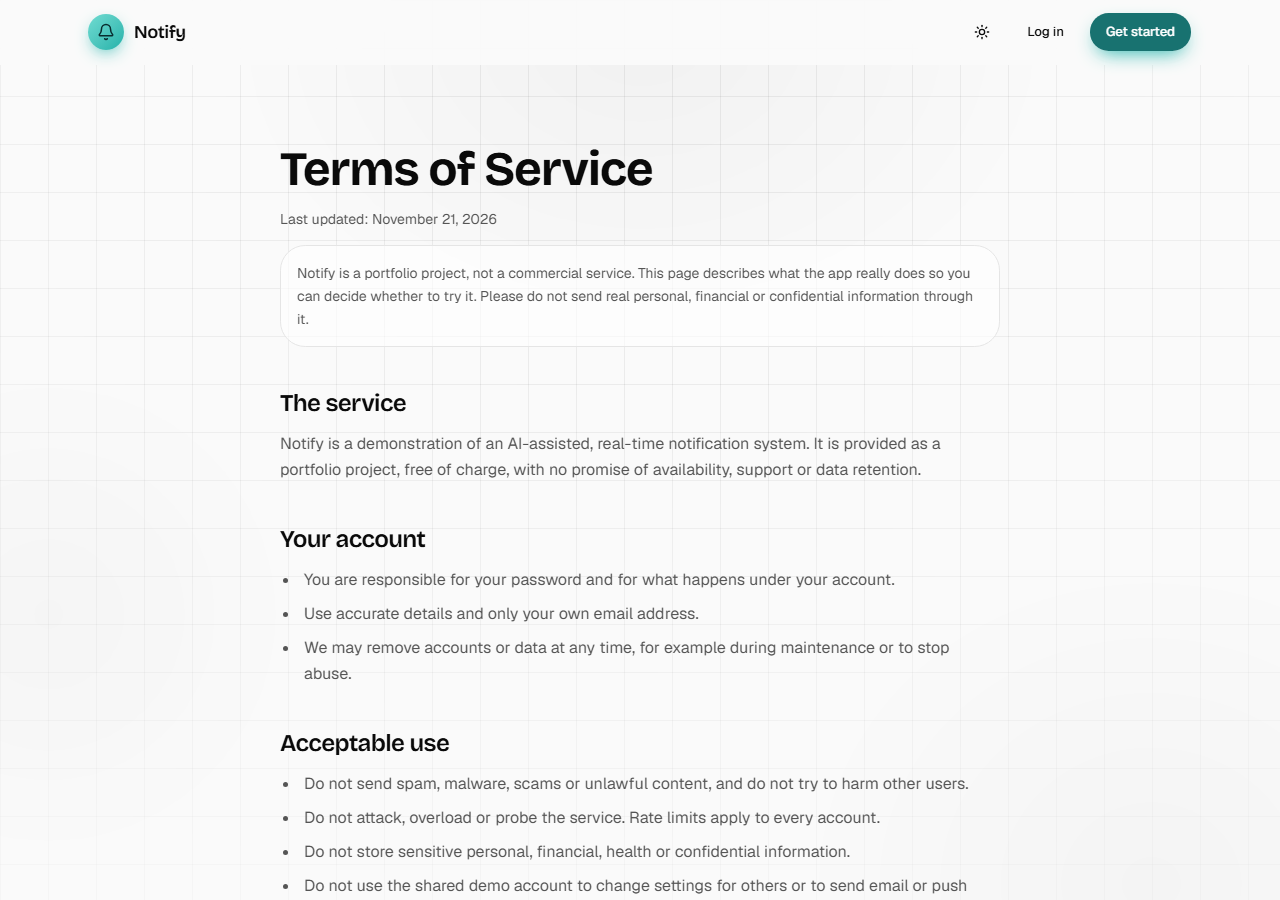 Notify
Log in
Get started
Terms of Service
Last updated: November 21, 2026
Notify is a portfolio project, not a commercial service. This page describes what the app really does so you
can decide whether to try it. Please do not send real personal, financial or confidential information through
it.
The service
Notify is a demonstration of an AI-assisted, real-time notification system. It is provided as a
portfolio project, free of charge, with no promise of availability, support or data retention.
Your account
• You are responsible for your password and for what happens under your account.
• Use accurate details and only your own email address.
• We may remove accounts or data at any time, for example during maintenance or to stop
abuse.
Acceptable use
• Do not send spam, malware, scams or unlawful content, and do not try to harm other users.
• Do not attack, overload or probe the service. Rate limits apply to every account.
• Do not store sensitive personal, financial, health or confidential information.
• Do not use the shared demo account to change settings for others or to send email or push